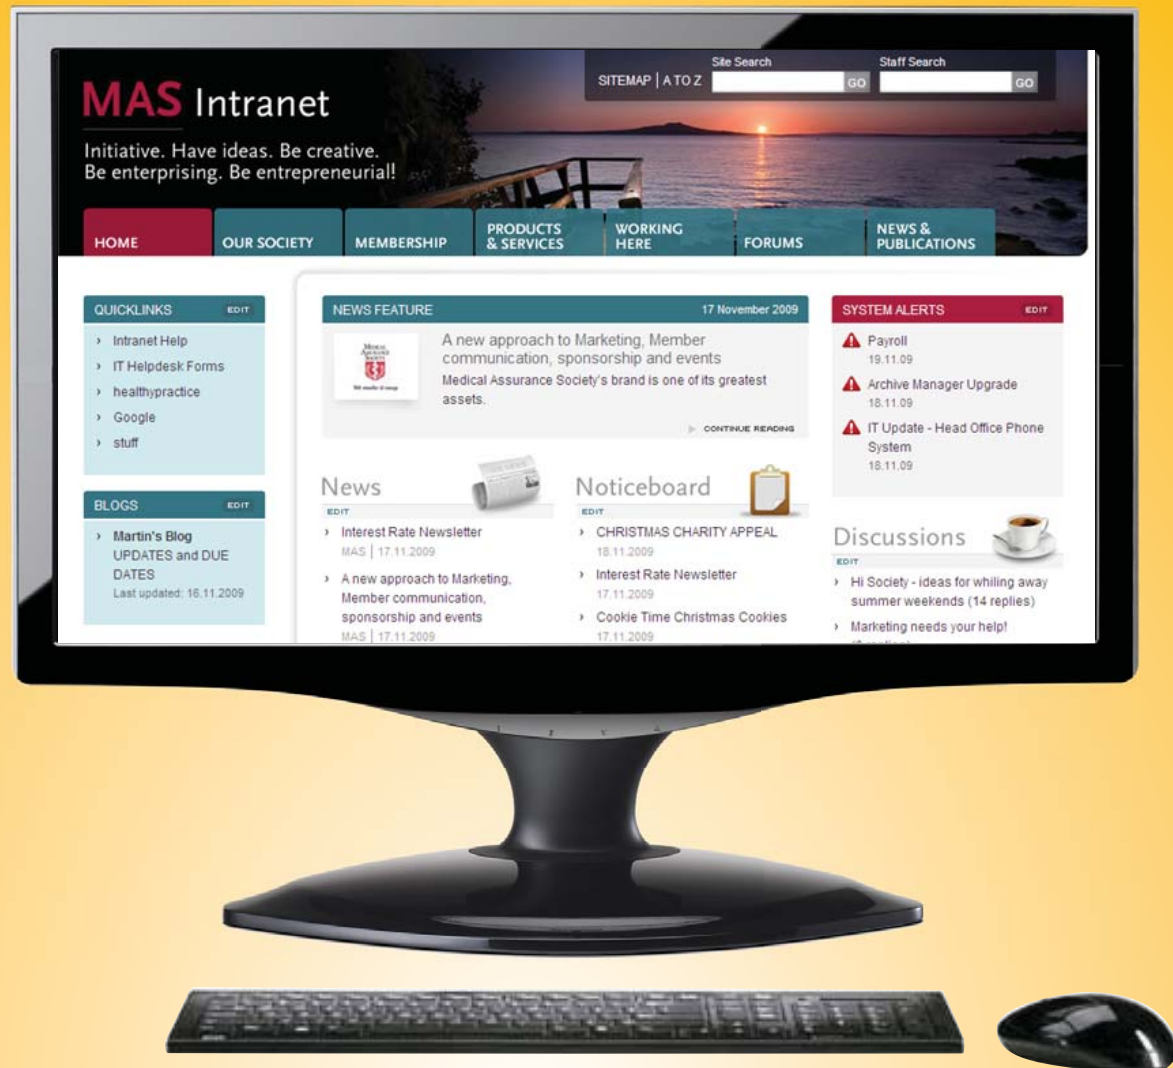 Site Search
Staff Search
SITEMAP | A TO Z
GO
GO
MAS Intranet
Initiative. Have ideas. Be creative.
Be enterprising. Be entrepreneurial!
HOME
OUR SOCIETY
MEMBERSHIP
PRODUCTS
& SERVICES
WORKING
HERE
FORUMS
NEWS &
PUBLICATIONS
QUICKLINKS
EDIT
› Intranet Help
› IT Helpdesk Forms
› healthypractice
› Google
› stuff
BLOGS
EDIT
› Martin's Blog
UPDATES and DUE
DATES
Last updated: 16.11.2009
NEWS FEATURE
17 November 2009
MEDICAL
ASSURANCE
SOCIETY
A new approach to Marketing, Member
communication, sponsorship and events
Medical Assurance Society's brand is one of its greatest
assets.
CONTINUE READING
News
EDIT
› Interest Rate Newsletter
MAS | 17.11.2009
› A new approach to Marketing,
Member communication,
sponsorship and events
MAS | 17.11.2009
Noticeboard
EDIT
› CHRISTMAS CHARITY APPEAL
18.11.2009
› Interest Rate Newsletter
17.11.2009
› Cookie Time Christmas Cookies
17.11.2009
SYSTEM ALERTS
EDIT
Payroll
19.11.09
Archive Manager Upgrade
18.11.09
IT Update - Head Office Phone
System
18.11.09
Discussions
EDIT
› Hi Society - ideas for whiling away
summer weekends (14 replies)
› Marketing needs your help!